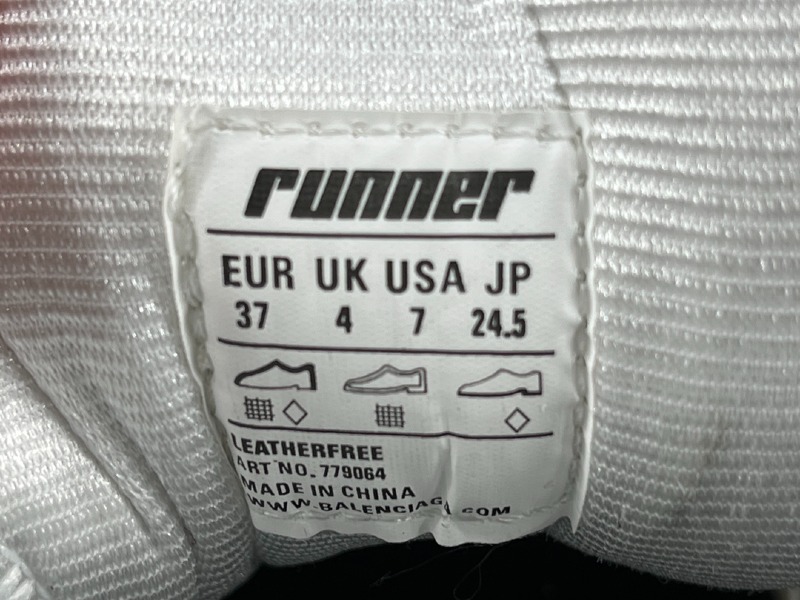 runner
EUR UK USA JP
37 4 7 24.5
LEATHERFREE
ART NO. 779064
MADE IN CHINA
WWW.BALENCIAGA.COM